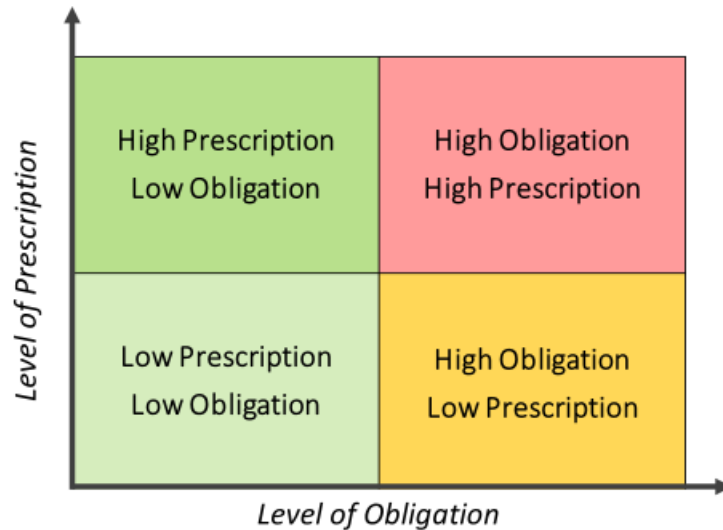 Level of Prescription
High Prescription
Low Obligation
High Obligation
High Prescription
Low Prescription
Low Obligation
High Obligation
Low Prescription
Level of Obligation